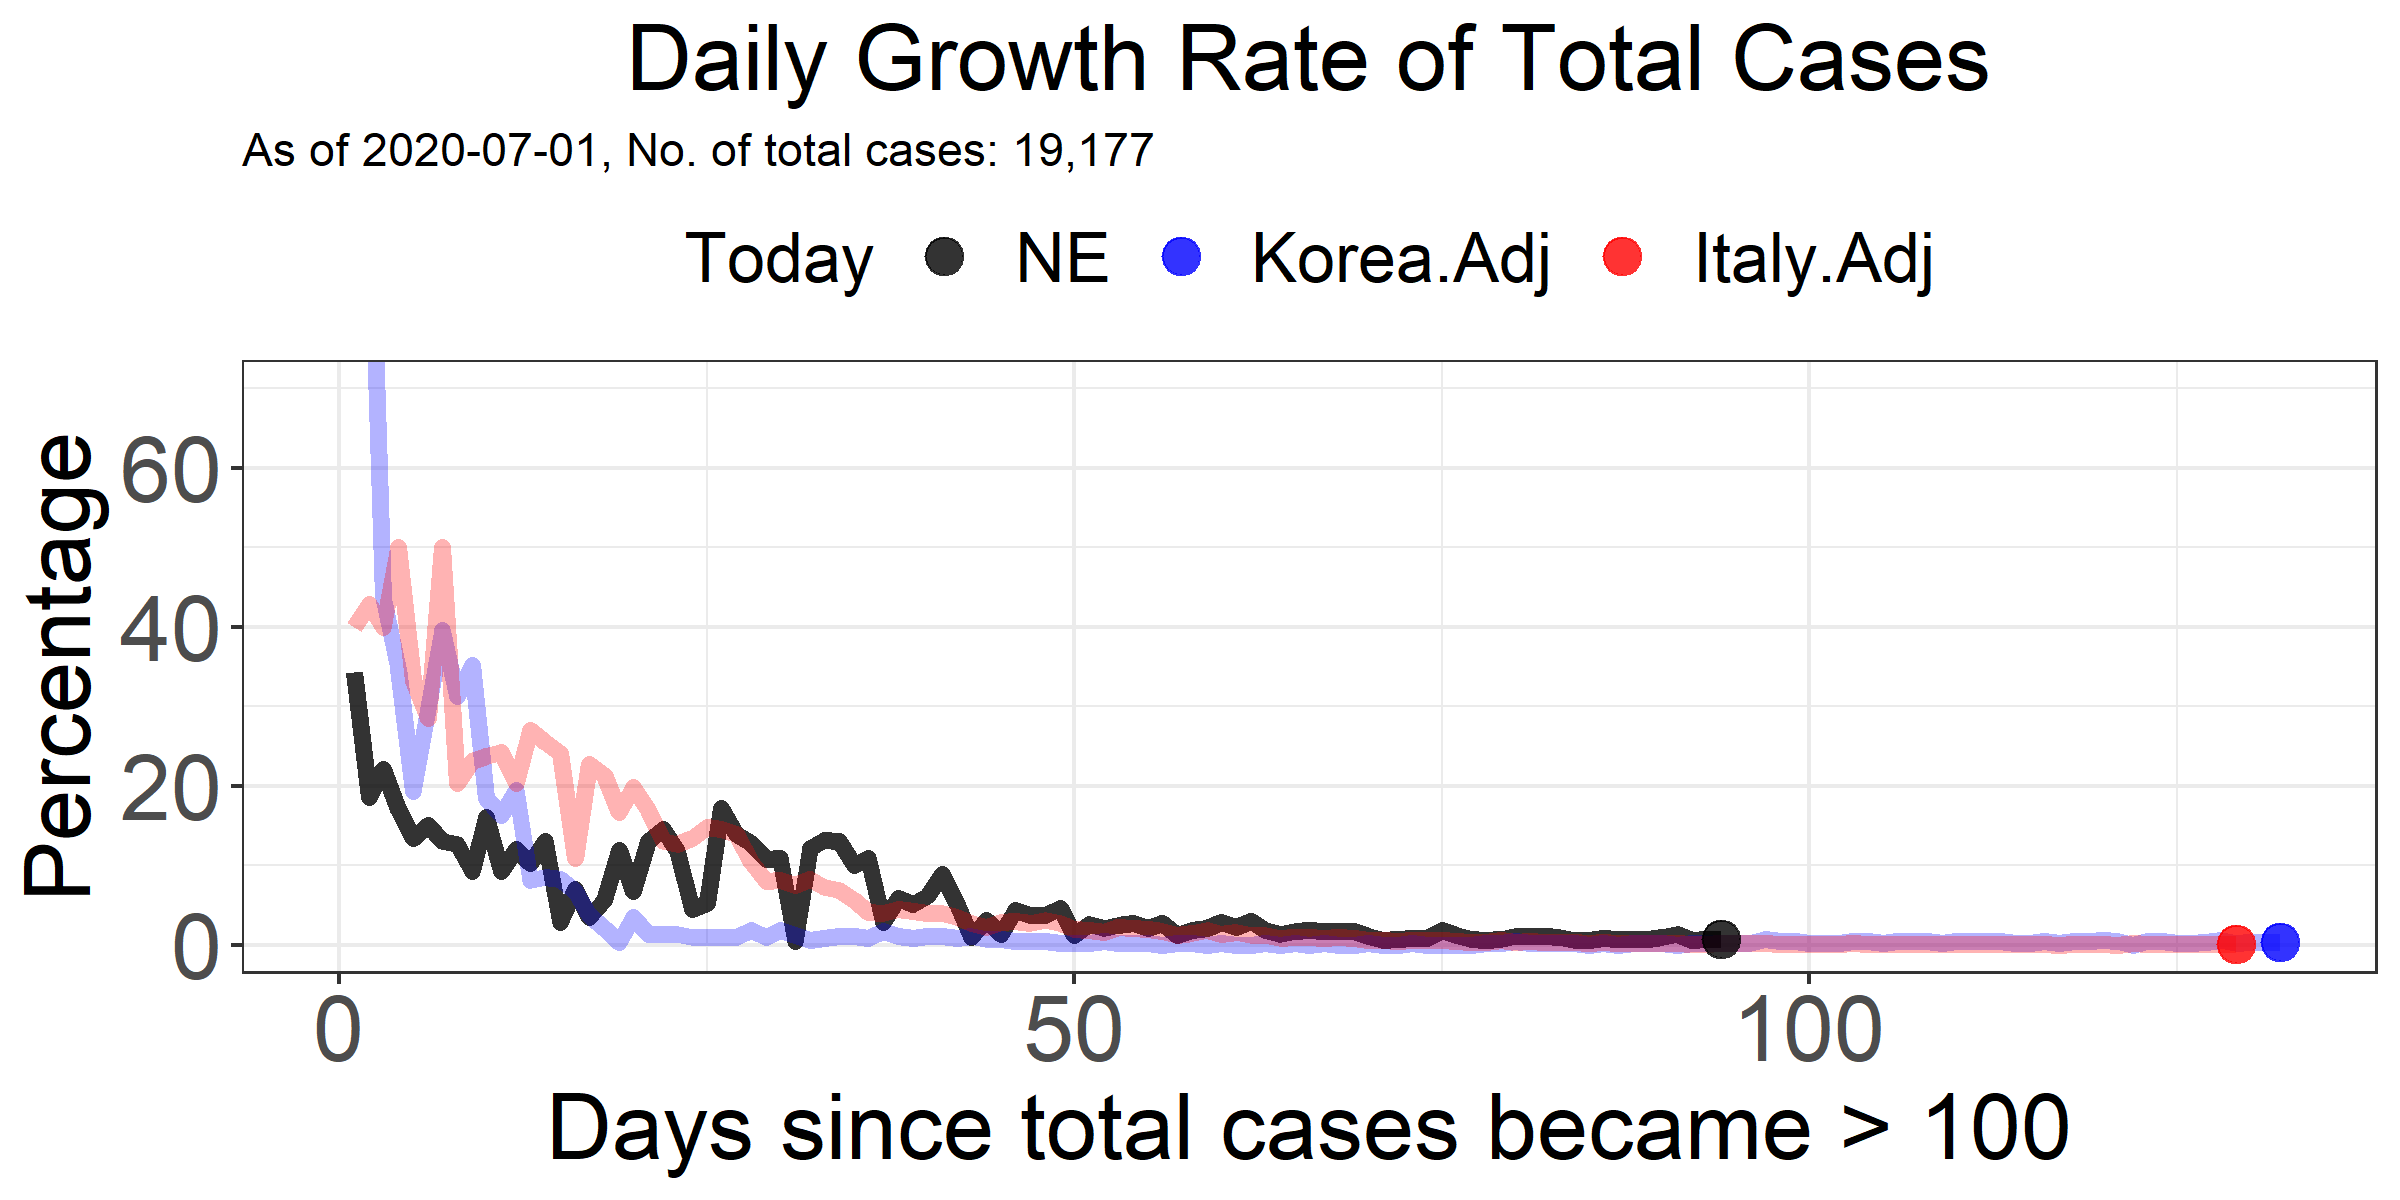 Daily Growth Rate of Total Cases
As of 2020-07-01, No. of total cases: 19,177
Today NE Korea.Adj Italy.Adj
Percentage
60
40
20
0
0 50 100
Days since total cases became > 100